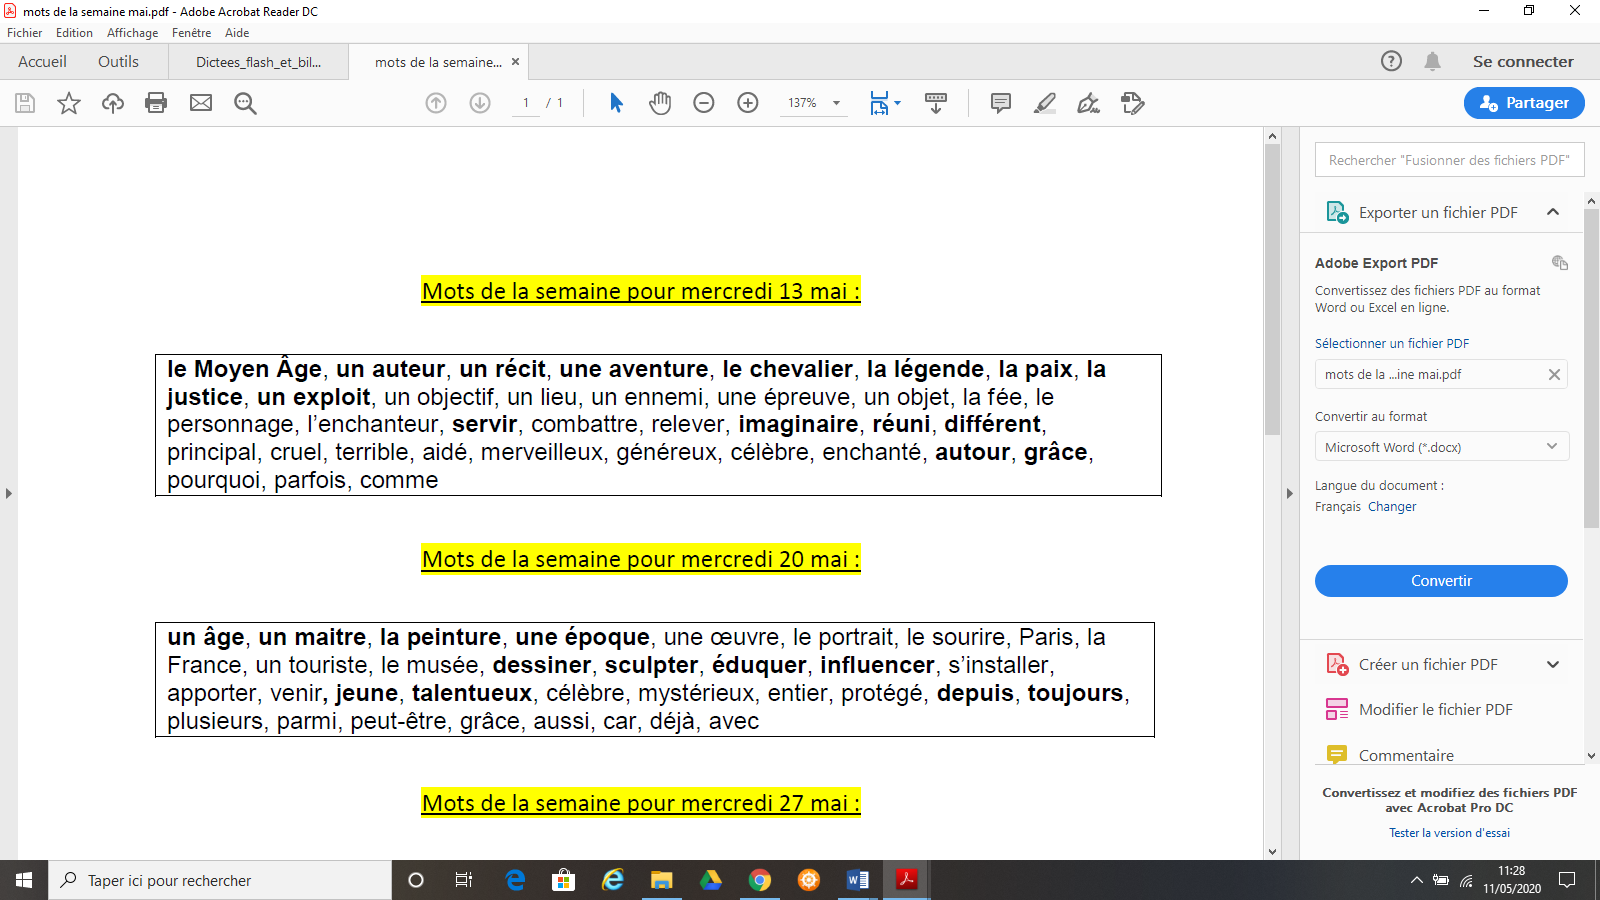 mots de la semaine mai.pdf - Adobe Acrobat Reader DC
Fichier Edition Affichage Fenêtre Aide
Accueil Outils Dictees_flash_et_bil... mots de la semaine... × Se connecter
1 / 1 137% Partager
Rechercher "Fusionner des fichiers PDF"
Exporter un fichier PDF
Adobe Export PDF
Convertissez des fichiers PDF au format
Word ou Excel en ligne.
Sélectionner un fichier PDF
mots de la ...ine mai.pdf
Convertir au format
Microsoft Word (*.docx)
Langue du document :
Français Changer
Convertir
Créer un fichier PDF
Modifier le fichier PDF
Commentaire
Convertissez et modifiez des fichiers PDF
avec Acrobat Pro DC
Tester la version d'essai
Mots de la semaine pour mercredi 13 mai :
le Moyen Âge, un auteur, un récit, une aventure, le chevalier, la légende, la paix, la
justice, un exploit, un objectif, un lieu, un ennemi, une épreuve, un objet, la fée, le
personnage, l'enchanteur, servir, combattre, relever, imaginaire, réuni, différent,
principal, cruel, terrible, aidé, merveilleux, généreux, célèbre, enchanté, autour, grâce,
pourquoi, parfois, comme
Mots de la semaine pour mercredi 20 mai :
un âge, un maitre, la peinture, une époque, une œuvre, le portrait, le sourire, Paris, la
France, un touriste, le musée, dessiner, sculpter, éduquer, influencer, s'installer,
apporter, venir, jeune, talentueux, célèbre, mystérieux, entier, protégé, depuis, toujours,
plusieurs, parmi, peut-être, grâce, aussi, car, déjà, avec
Mots de la semaine pour mercredi 27 mai :
Taper ici pour rechercher
11:28
11/05/2020